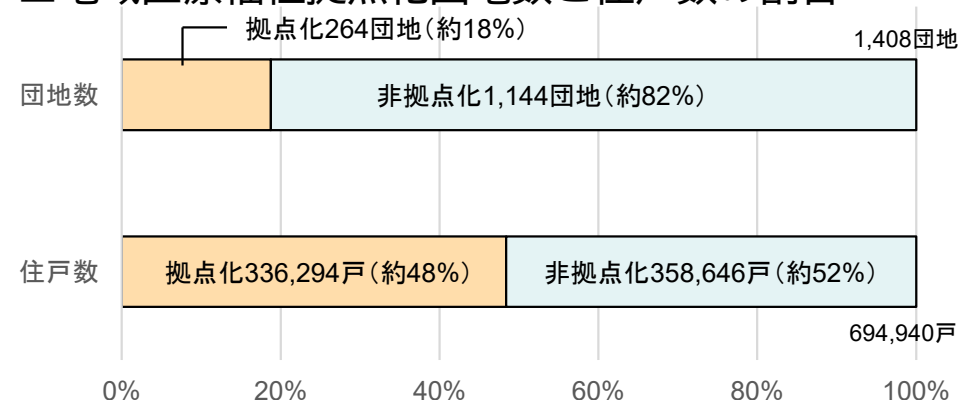 拠点化264団地（約18%）
1,408団地
団地数
非拠点化1,144団地（約82%）
住戸数
拠点化336,294戸（約48%）
非拠点化358,646戸（約52%）
694,940戸
0%
20%
40%
60%
80%
100%